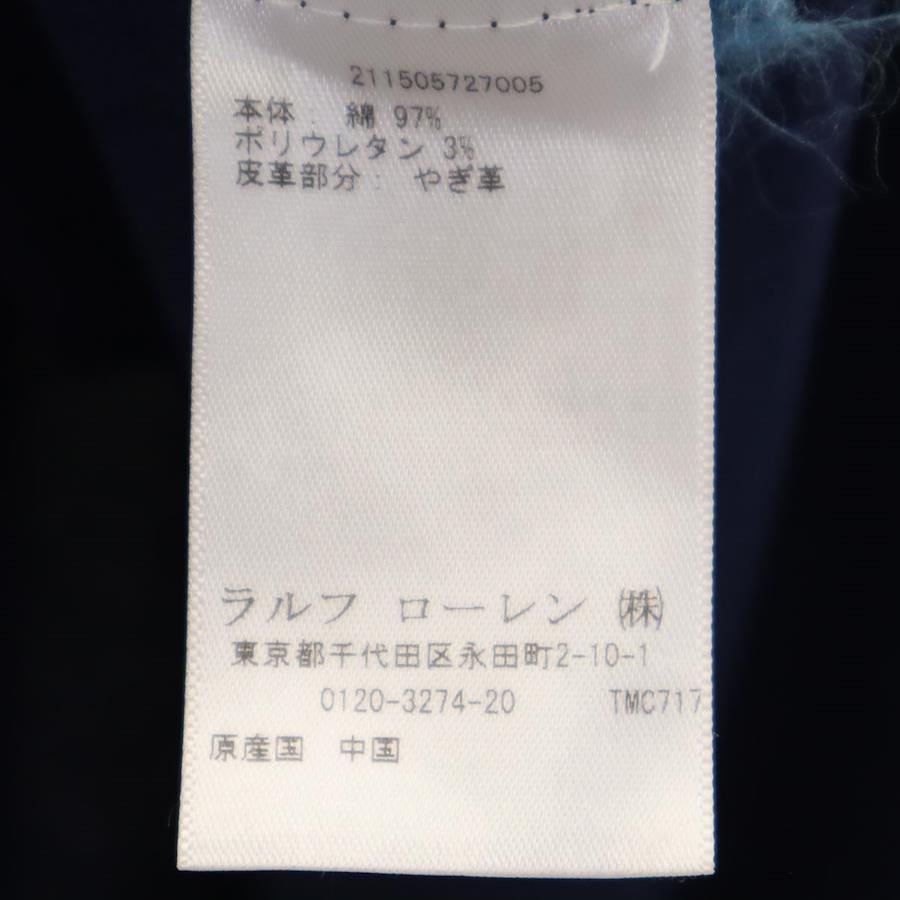 211505727005
本体： 綿 97%
ポリウレタン 3%
皮革部分： やぎ革
ラルフ ローレン ㈱
東京都千代田区永田町2-10-1
0120-3274-20 TMC717
原産国 中国